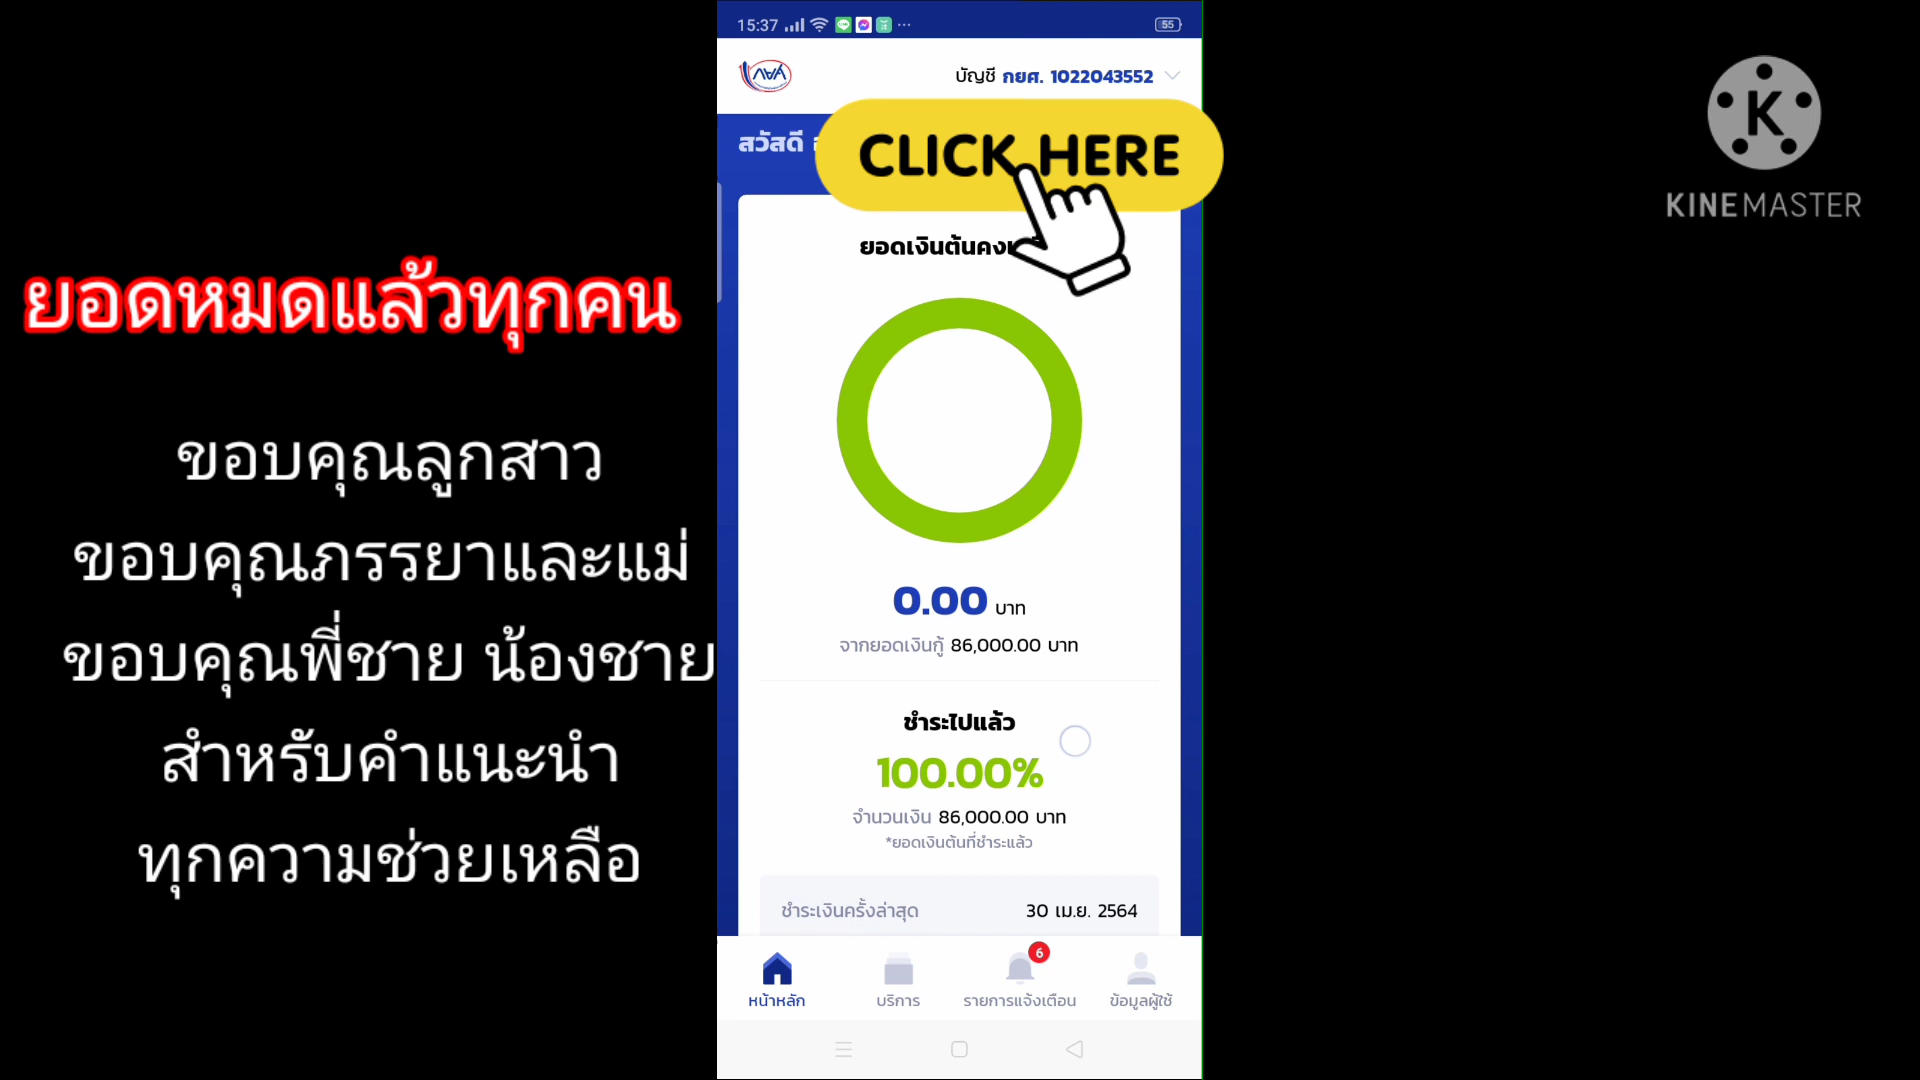 15:37
55
บัญชี กยศ. 1022043552
สวัสดี
CLICK HERE
ยอดเงินต้นคง
0.00 บาท
จากยอดเงินกู้ 86,000.00 บาท
ชำระไปแล้ว
100.00%
จำนวนเงิน 86,000.00 บาท
*ยอดเงินต้นที่ชำระแล้ว
ชำระเงินครั้งล่าสุด 30 เม.ย. 2564
6
หน้าหลัก บริการ รายการแจ้งเตือน ข้อมูลผู้ใช้
ยอดหมดแล้วทุกคน
ขอบคุณลูกสาว
ขอบคุณภรรยาและแม่
ขอบคุณพี่ชาย น้องชาย
สำหรับคำแนะนำ
ทุกความช่วยเหลือ
K
KINEMASTER